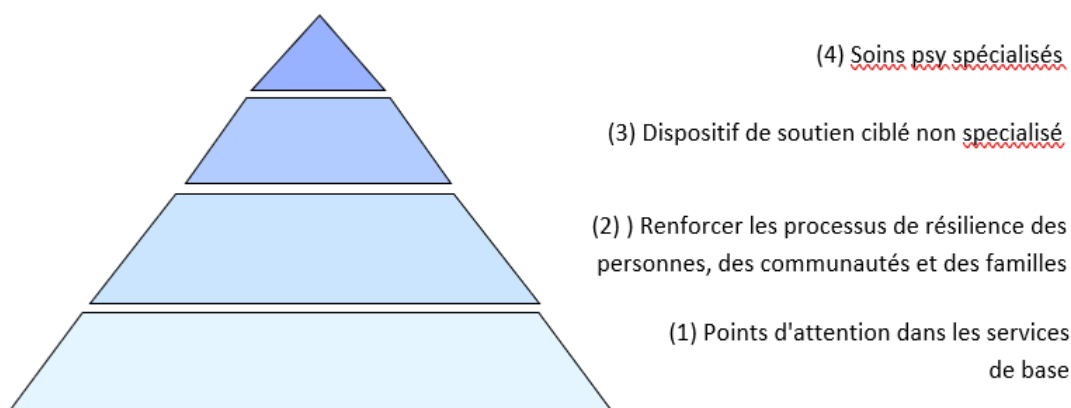 (4) Soins psy spécialisés
(3) Dispositif de soutien ciblé non specialisé
(2) ) Renforcer les processus de résilience des
personnes, des communautés et des familles
(1) Points d'attention dans les services
de base